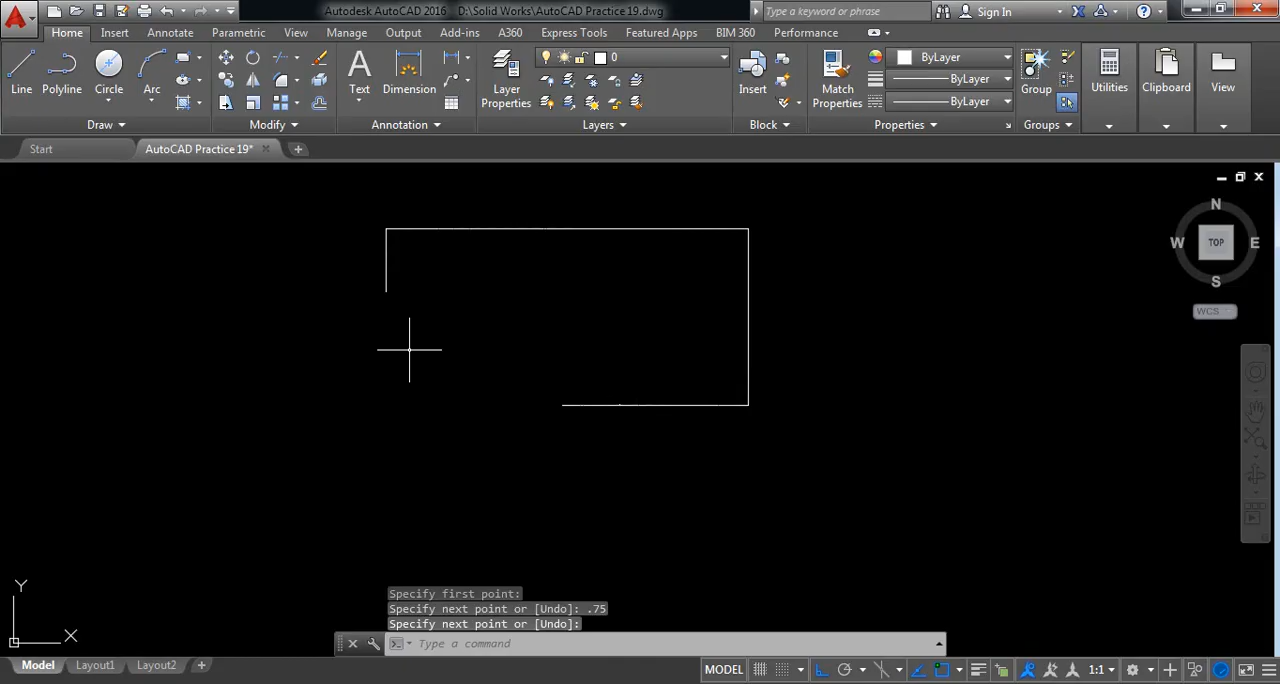 Autodesk AutoCAD 2016 D:\Solid Works\AutoCAD Practice 19.dwg
Type a keyword or phrase
Sign In
Home Insert Annotate Parametric View Manage Output Add-ins A360 Express Tools Featured Apps BIM 360 Performance
0
ByLayer
ByLayer
ByLayer
Line Polyline Circle Arc Text Dimension Layer Properties Insert Match Properties Group Utilities Clipboard View
Draw Modify Annotation Layers Block Properties Groups
Start AutoCAD Practice 19*
N
W TOP E
S
WCS
Y
X
Specify first point:
Specify next point or [Undo]: .75
Specify next point or [Undo]:
Type a command
Model Layout1 Layout2 MODEL 1:1